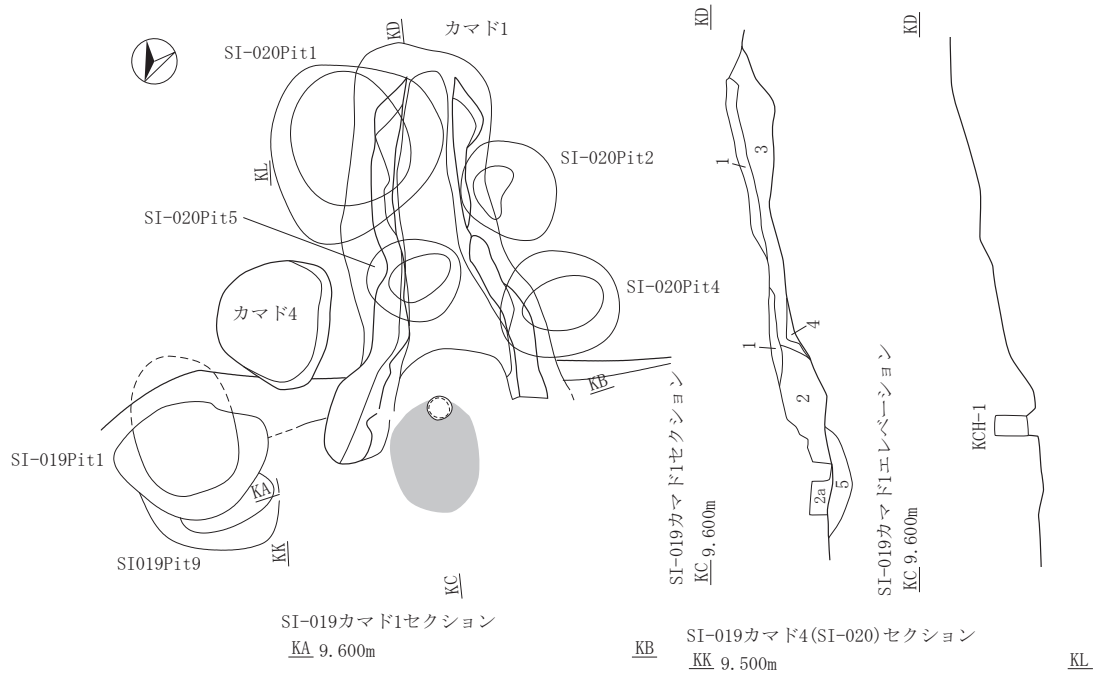 KD
カマド1
SI-020Pit1
KL
SI-020Pit2
SI-020Pit5
SI-020Pit4
カマド4
KB
SI-019Pit1
KA
SI019Pit9
KK
KC
KD
1
3
4
1
2
2a
5
SI-019カマド1セクション
KC 9.600m
KD
KCH-1
SI-019カマド1エレベーション
KC 9.600m
SI-019カマド1セクション
KA 9.600m
KB
SI-019カマド4(SI-020)セクション
KK 9.500m
KL